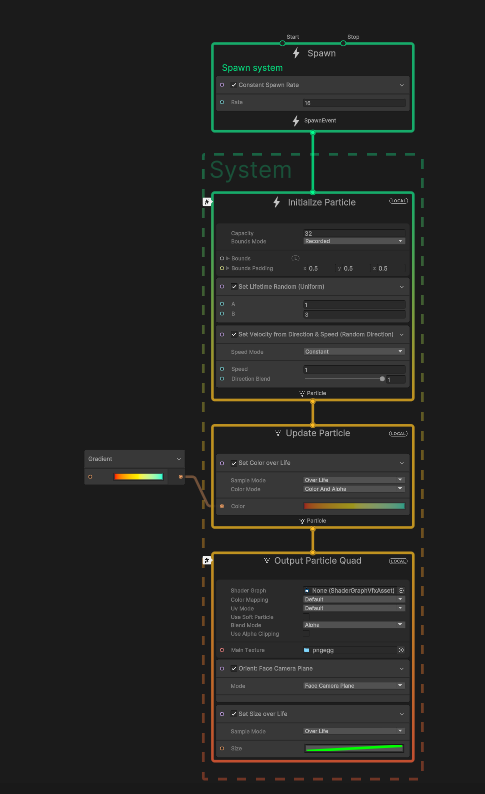 Start Stop
Spawn
Spawn system
Constant Spawn Rate
Rate 16
SpawnEvent
System
Initialize Particle LOCAL
Capacity 32
Bounds Mode Recorded
Bounds
Bounds Padding x 0.5 y 0.5 z 0.5
Set Lifetime Random (Uniform)
A 1
B 3
Set Velocity from Direction & Speed (Random Direction)
Speed Mode Constant
Speed 1
Direction Blend 1
Particle
Update Particle LOCAL
Gradient
Set Color over Life
Sample Mode Over Life
Color Mode Color And Alpha
Color
Particle
Output Particle Quad LOCAL
Shader Graph None (ShaderGraphVfxAsset)
Color Mapping Default
Uv Mode Default
Use Soft Particle
Blend Mode Alpha
Use Alpha Clipping
Main Texture pngegg
Orient: Face Camera Plane
Mode Face Camera Plane
Set Size over Life
Sample Mode Over Life
Size